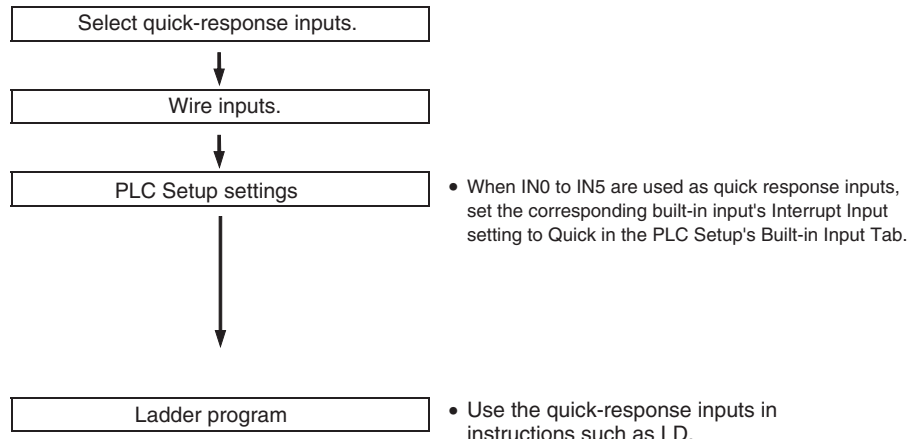 Select quick-response inputs.
Wire inputs.
PLC Setup settings
• When IN0 to IN5 are used as quick response inputs,
set the corresponding built-in input's Interrupt Input
setting to Quick in the PLC Setup's Built-in Input Tab.
Ladder program
• Use the quick-response inputs in
instructions such as LD.